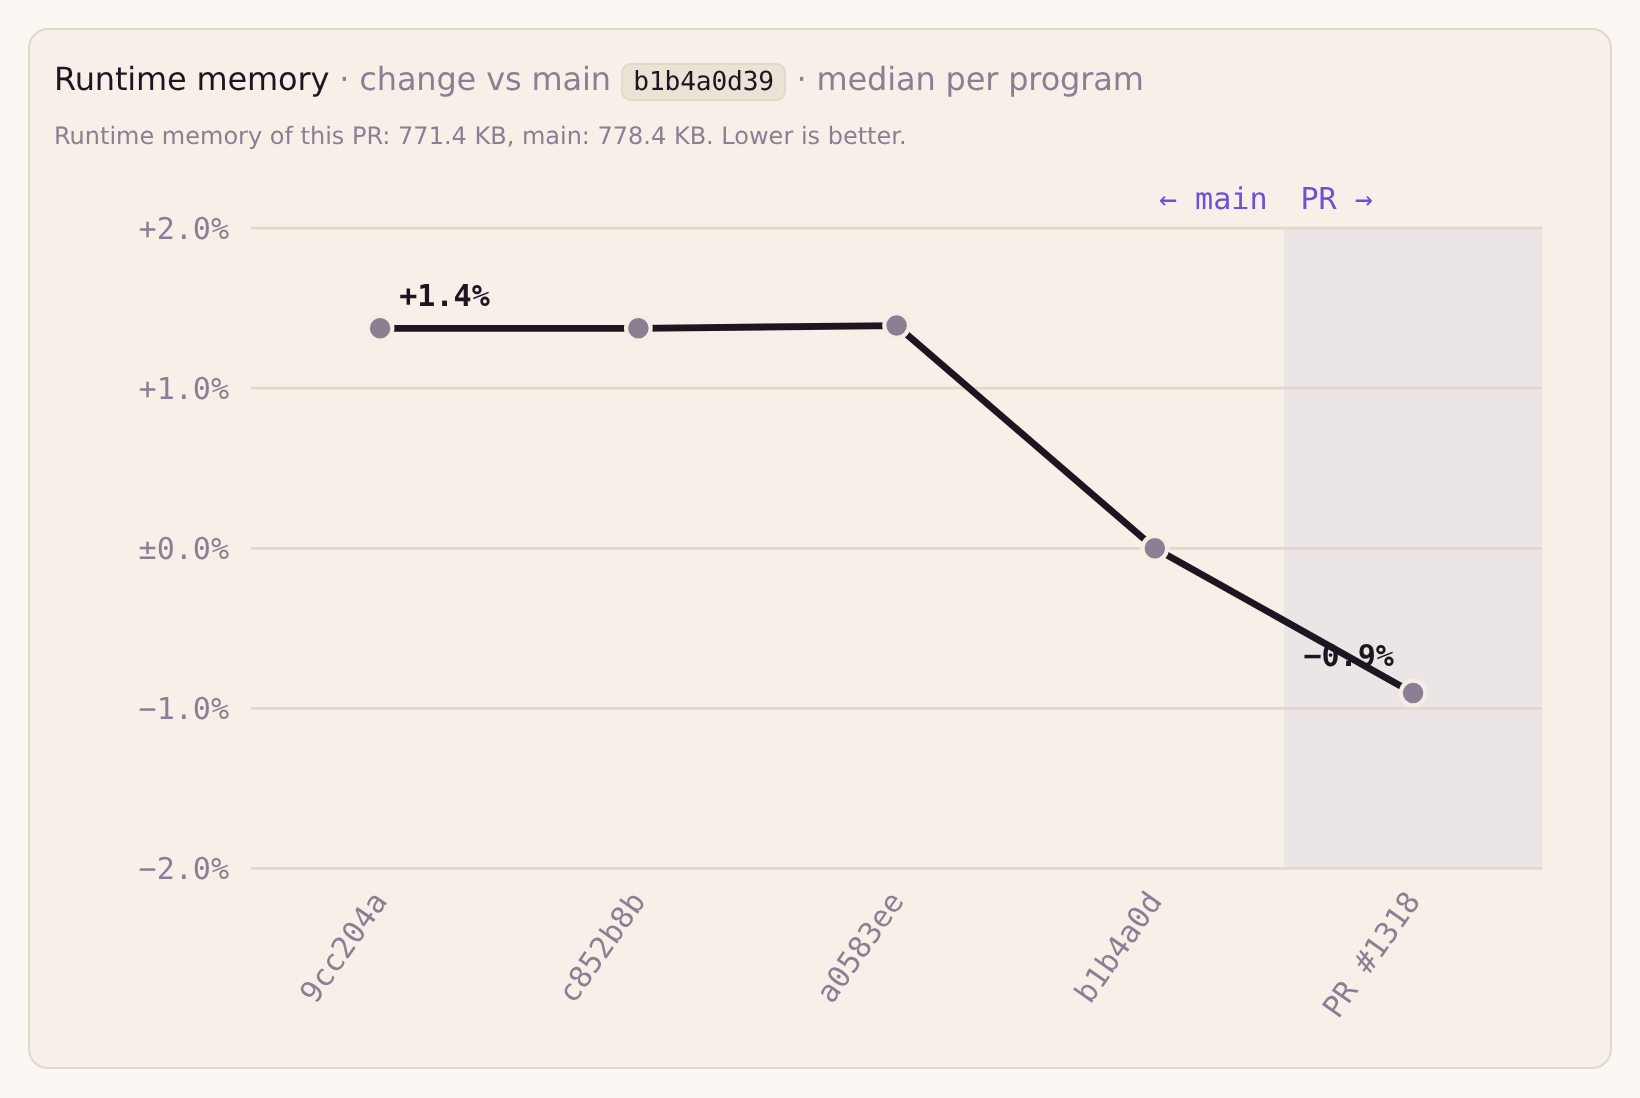 Runtime memory · change vs main b1b4a0d39 · median per program
Runtime memory of this PR: 771.4 KB, main: 778.4 KB. Lower is better.
← main PR →
+2.0%
+1.4%
+1.0%
±0.0%
−0.9%
−1.0%
−2.0%
9cc204a
c852b8b
a0583ee
b1b4a0d
PR #1318